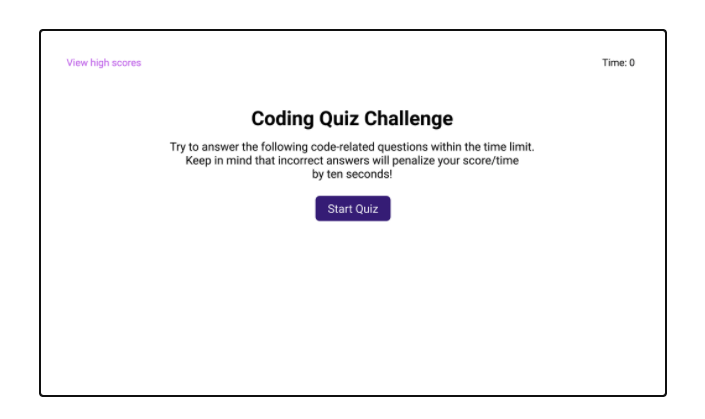 View high scores
Time: 0
Coding Quiz Challenge
Try to answer the following code-related questions within the time limit.
Keep in mind that incorrect answers will penalize your score/time
by ten seconds!
Start Quiz